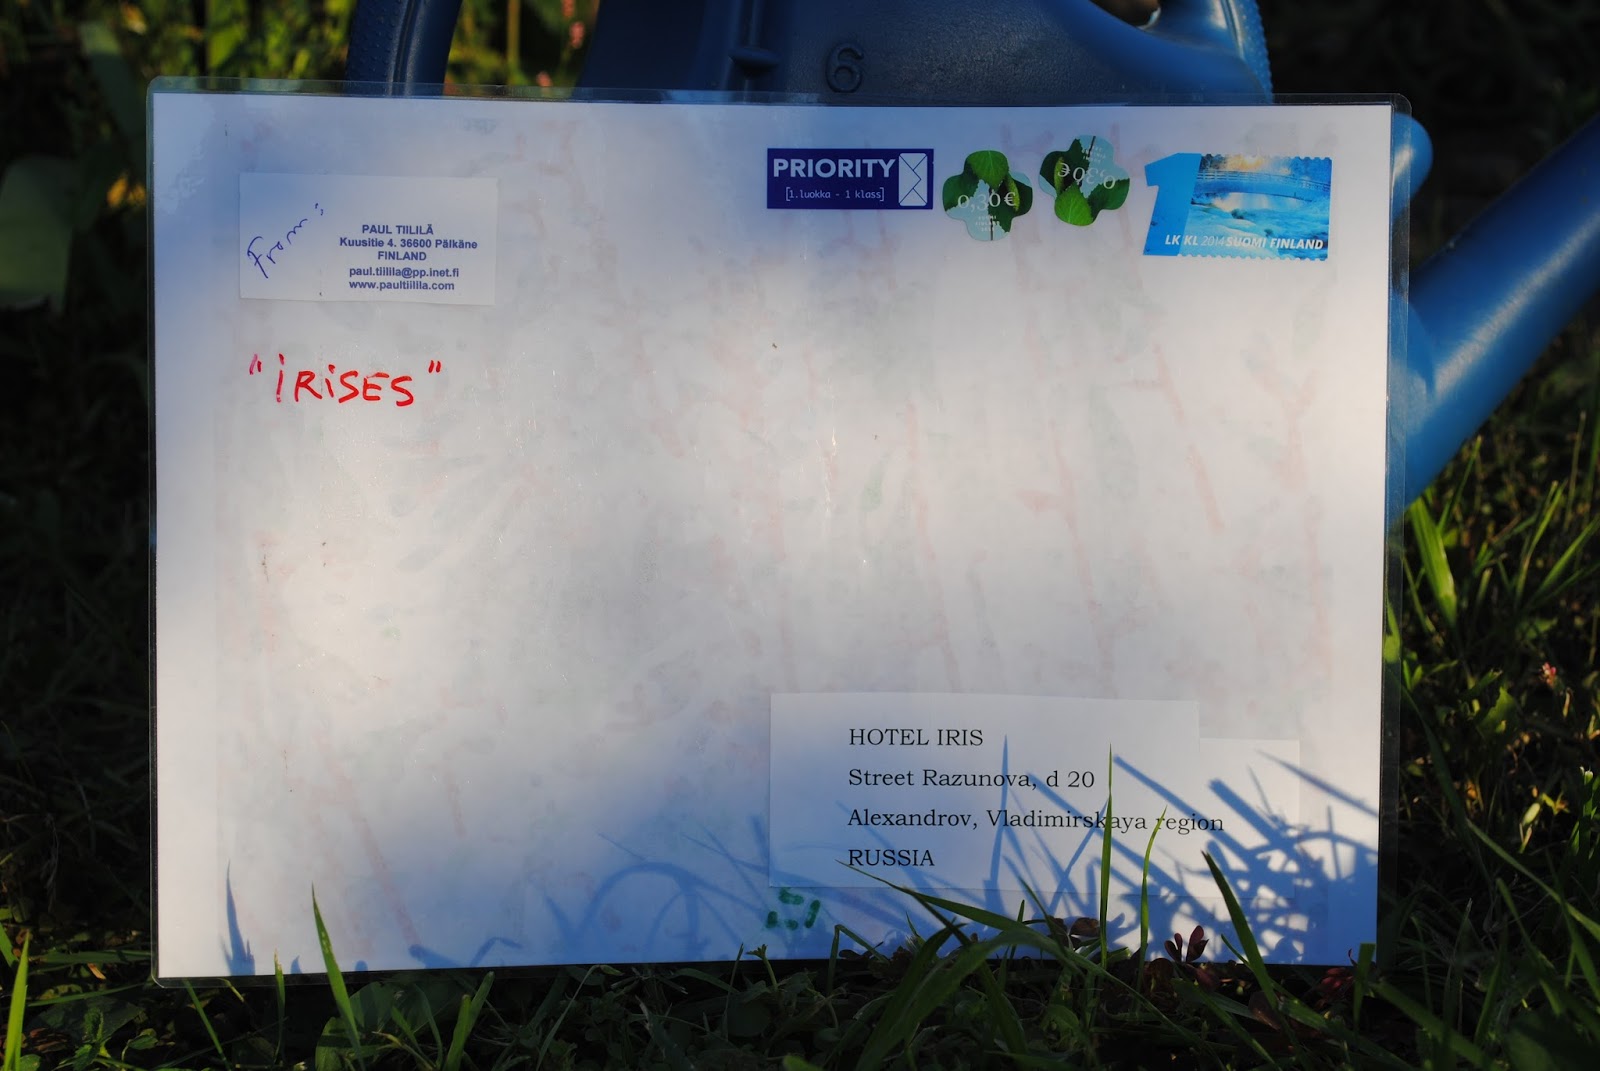 6
PRIORITY
[1.luokka - 1 klass]
0,30 €
0,30 €
1
LK KL 2014 SUOMI FINLAND
From:
PAUL TIILILÄ
Kuusitie 4. 36600 Pälkäne
FINLAND
paul.tiilila@pp.inet.fi
www.paultiilila.com
"iRiSES"
HOTEL IRIS
Street Razunova, d 20
Alexandrov, Vladimirskaya region
RUSSIA